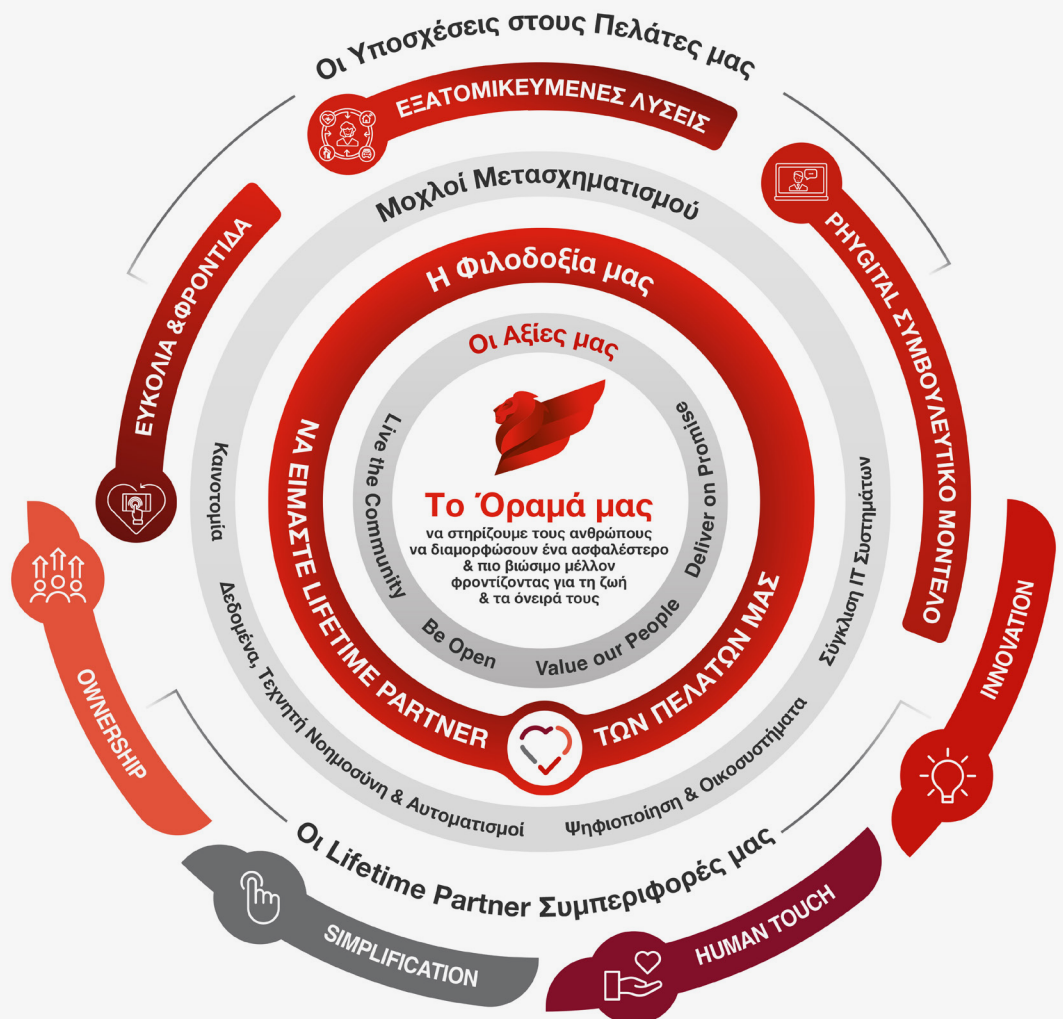 Οι Υποσχέσεις στους Πελάτες μας
ΕΥΚΟΛΙΑ &ΦΡΟΝΤΙΔΑ
ΕΞΑΤΟΜΙΚΕΥΜΕΝΕΣ ΛΥΣΕΙΣ
PHYGITAL ΣΥΜΒΟΥΛΕΥΤΙΚΟ ΜΟΝΤΕΛΟ
Μοχλοί Μετασχηματισμού
Καινοτομία
Δεδομένα, Τεχνητή Νοημοσύνη & Αυτοματισμοί
Ψηφιοποίηση & Οικοσυστήματα
Σύγκλιση IT Συστημάτων
Η Φιλοδοξία μας
ΝΑ ΕΙΜΑΣΤΕ LIFETIME PARTNER
ΤΩΝ ΠΕΛΑΤΩΝ ΜΑΣ
Οι Αξίες μας
Live the Community
Be Open
Value our People
Deliver on Promise
Το Όραμά μας
να στηρίζουμε τους ανθρώπους
να διαμορφώσουν ένα ασφαλέστερο
& πιο βιώσιμο μέλλον
φροντίζοντας για τη ζωή
& τα όνειρά τους
Οι Lifetime Partner Συμπεριφορές μας
OWNERSHIP
SIMPLIFICATION
HUMAN TOUCH
INNOVATION